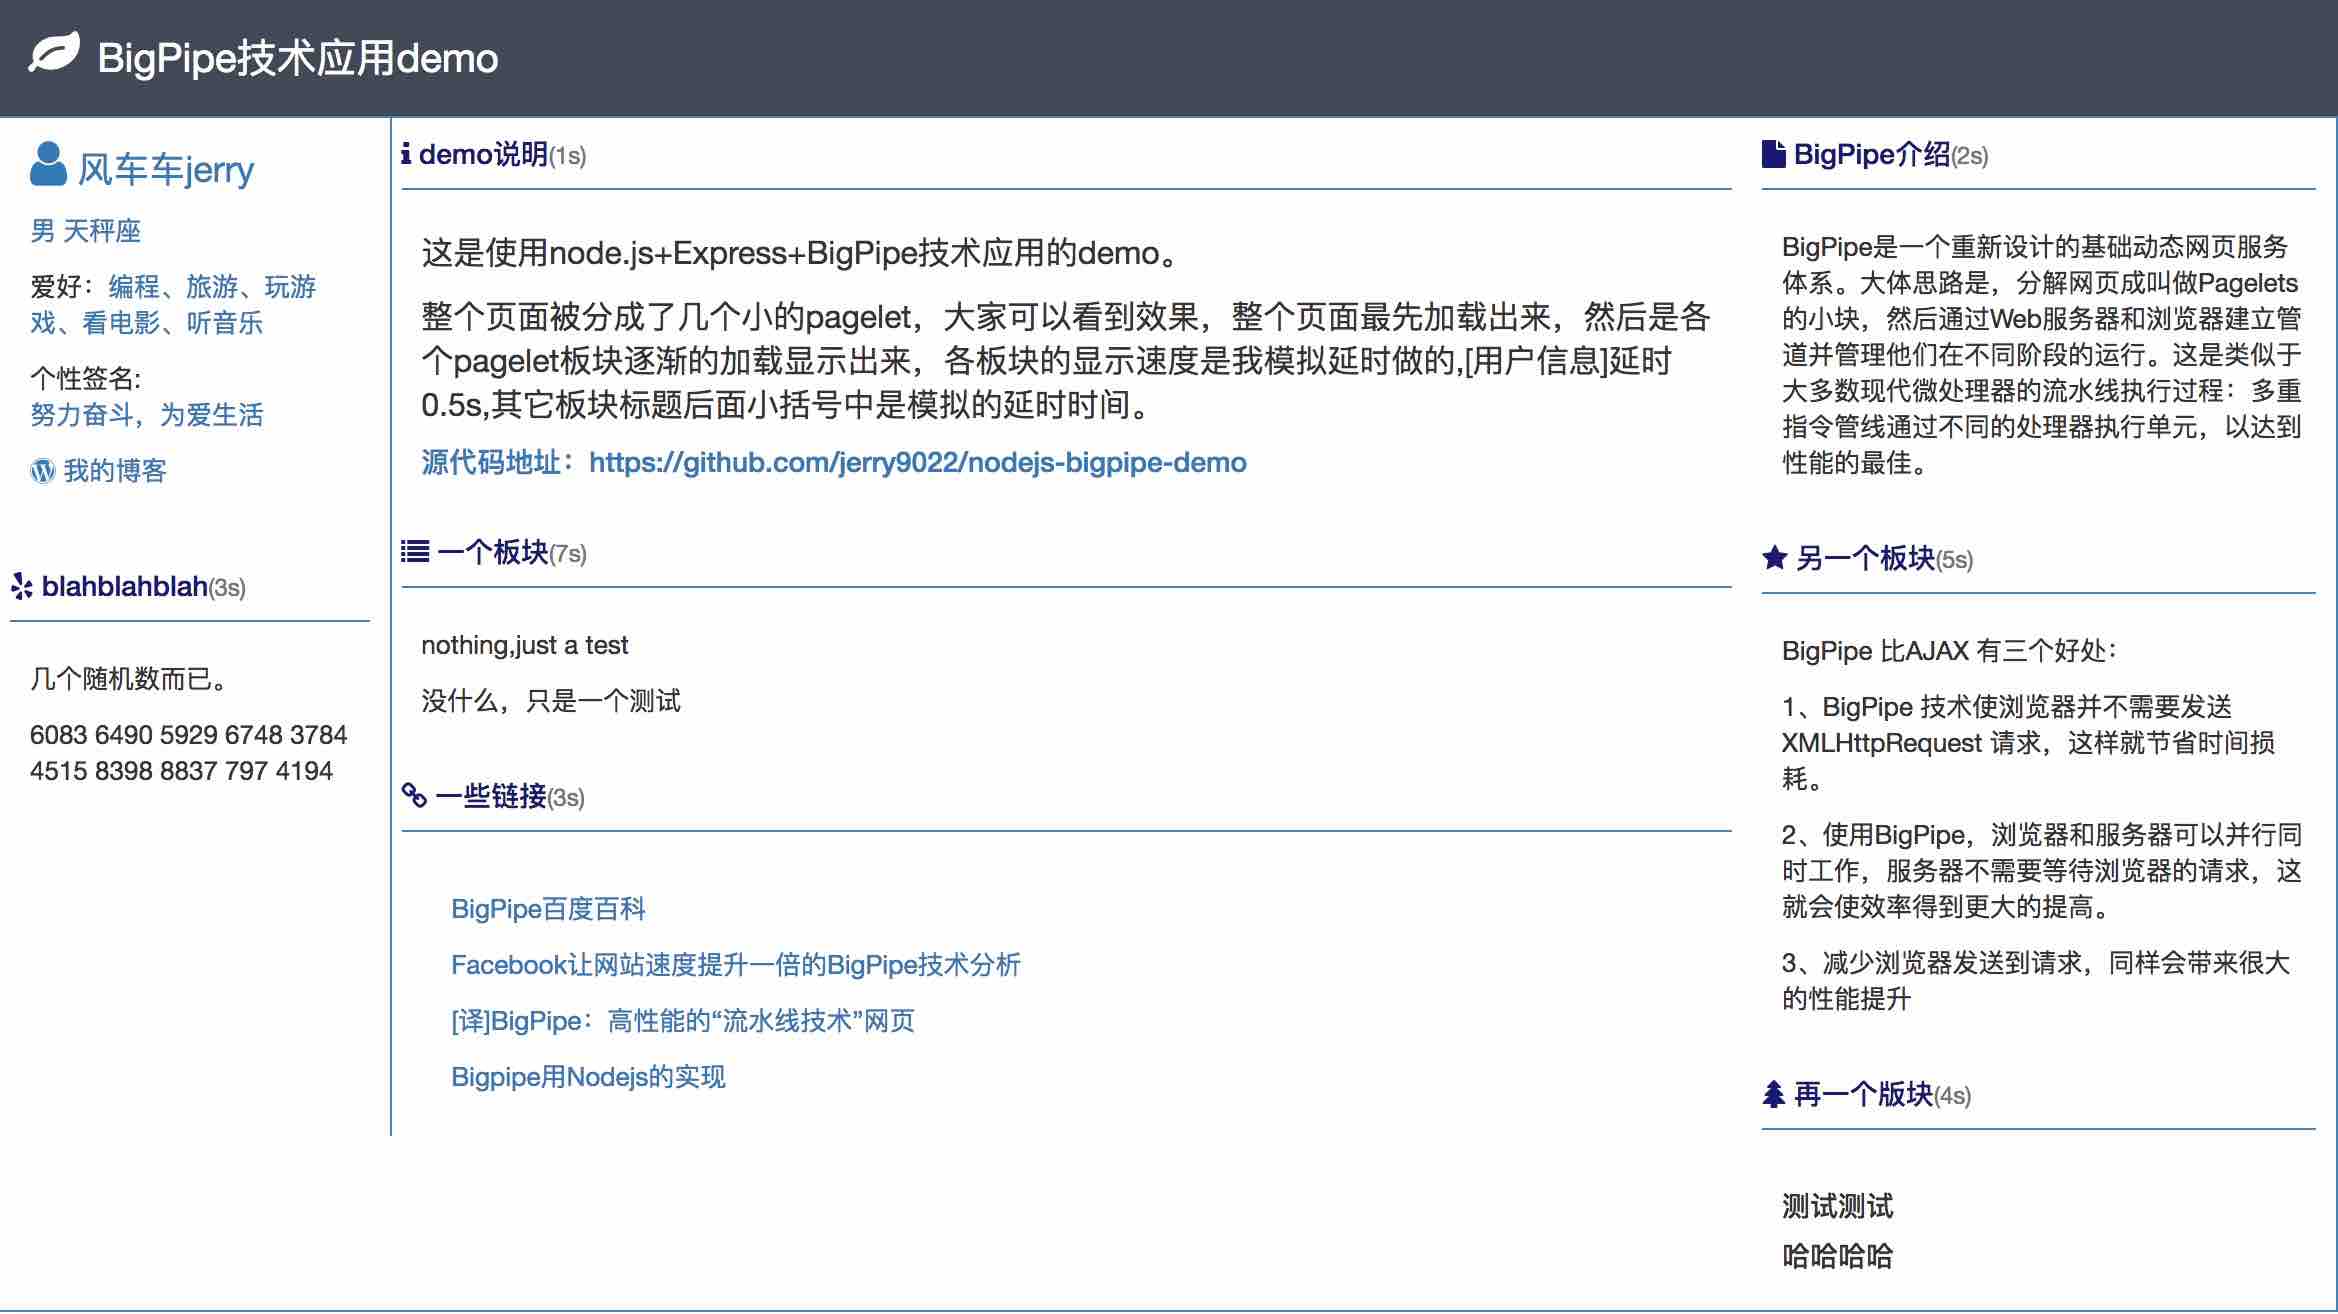 BigPipe技术应用demo
风车车jerry
男 天秤座
爱好：编程、旅游、玩游
戏、看电影、听音乐
个性签名:
努力奋斗，为爱生活
我的博客
blahblahblah(3s)
几个随机数而已。
6083 6490 5929 6748 3784
4515 8398 8837 797 4194
demo说明(1s)
这是使用node.js+Express+BigPipe技术应用的demo。
整个页面被分成了几个小的pagelet，大家可以看到效果，整个页面最先加载出来，然后是各
个pagelet板块逐渐的加载显示出来，各板块的显示速度是我模拟延时做的,[用户信息]延时
0.5s,其它板块标题后面小括号中是模拟的延时时间。
源代码地址：https://github.com/jerry9022/nodejs-bigpipe-demo
一个板块(7s)
nothing,just a test
没什么，只是一个测试
一些链接(3s)
BigPipe百度百科
Facebook让网站速度提升一倍的BigPipe技术分析
[译]BigPipe：高性能的“流水线技术”网页
Bigpipe用Nodejs的实现
BigPipe介绍(2s)
BigPipe是一个重新设计的基础动态网页服务
体系。大体思路是，分解网页成叫做Pagelets
的小块，然后通过Web服务器和浏览器建立管
道并管理他们在不同阶段的运行。这是类似于
大多数现代微处理器的流水线执行过程：多重
指令管线通过不同的处理器执行单元，以达到
性能的最佳。
另一个板块(5s)
BigPipe 比AJAX 有三个好处：
1、BigPipe 技术使浏览器并不需要发送
XMLHttpRequest 请求，这样就节省时间损
耗。
2、使用BigPipe，浏览器和服务器可以并行同
时工作，服务器不需要等待浏览器的请求，这
就会使效率得到更大的提高。
3、减少浏览器发送到请求，同样会带来很大
的性能提升
再一个版块(4s)
测试测试
哈哈哈哈